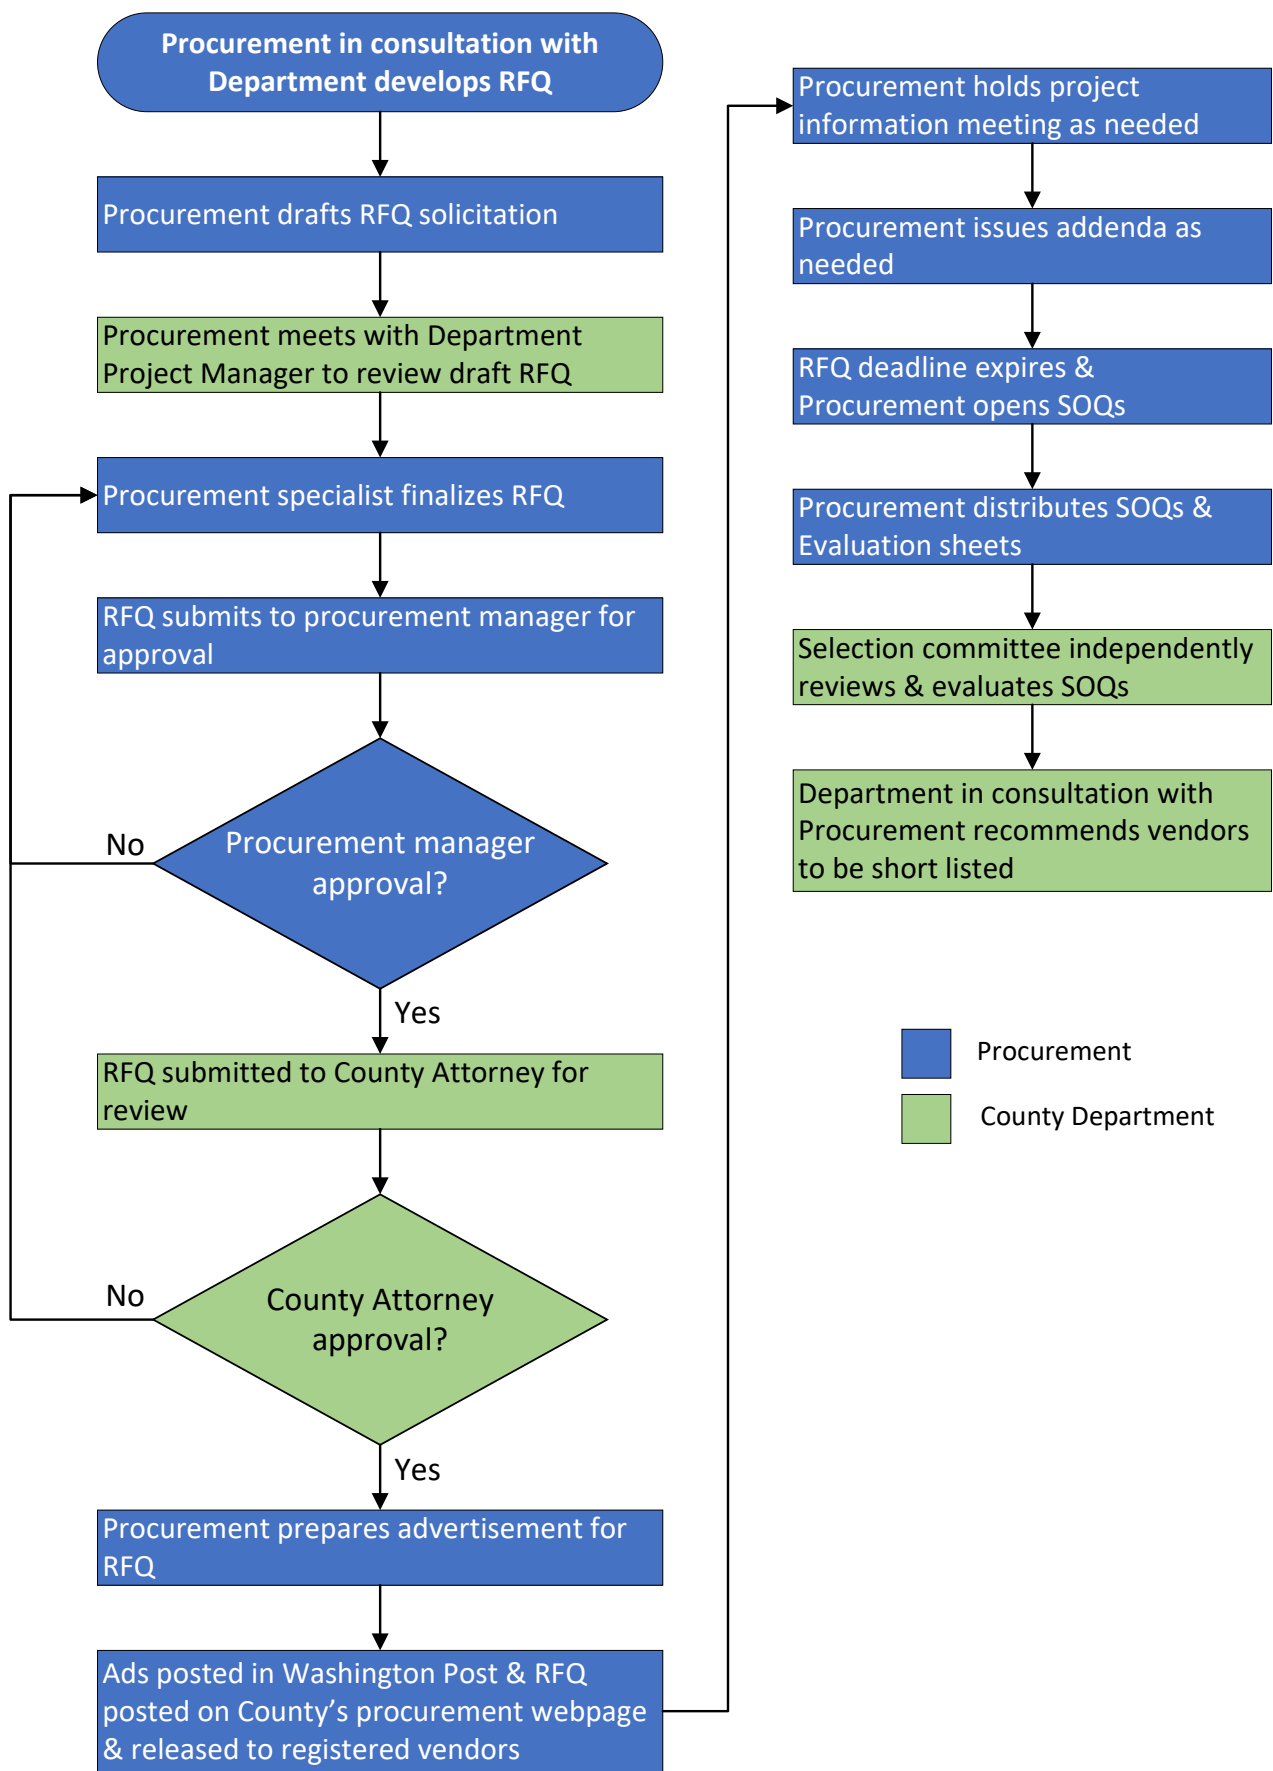 Procurement in consultation with
Department develops RFQ
Procurement drafts RFQ solicitation
Procurement meets with Department
Project Manager to review draft RFQ
Procurement specialist finalizes RFQ
RFQ submits to procurement manager for
approval
No
Procurement manager
approval?
Yes
RFQ submitted to County Attorney for
review
No
County Attorney
approval?
Yes
Procurement prepares advertisement for
RFQ
Ads posted in Washington Post & RFQ
posted on County’s procurement webpage
& released to registered vendors
Procurement holds project
information meeting as needed
Procurement issues addenda as
needed
RFQ deadline expires &
Procurement opens SOQs
Procurement distributes SOQs &
Evaluation sheets
Selection committee independently
reviews & evaluates SOQs
Department in consultation with
Procurement recommends vendors
to be short listed
Procurement
County Department